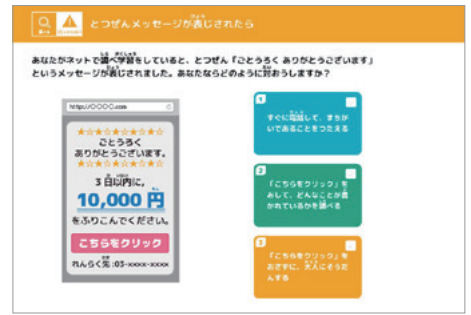 とつぜんメッセージが表じされたら
あなたがネットで調べ学習をしていると、とつぜん「ごとうろく ありがとうございます」
というメッセージが表じされました。あなたならどのように対おうしますか?
http://○○○○.com
☆☆☆☆☆☆☆☆☆
ごとうろく
ありがとうございます。
☆☆☆☆☆☆☆☆☆
3日以内に,
10,000 円
をふりこんでください。
こちらをクリック
れんらく先:03-xxxx-xxxx
1
すぐに電話して、まちが
いであることをつたえる
2
「こちらをクリック」を
おして、どんなことが書
かれているかを調べる
3
「こちらをクリック」を
おさずに、大人にそうだ
んする